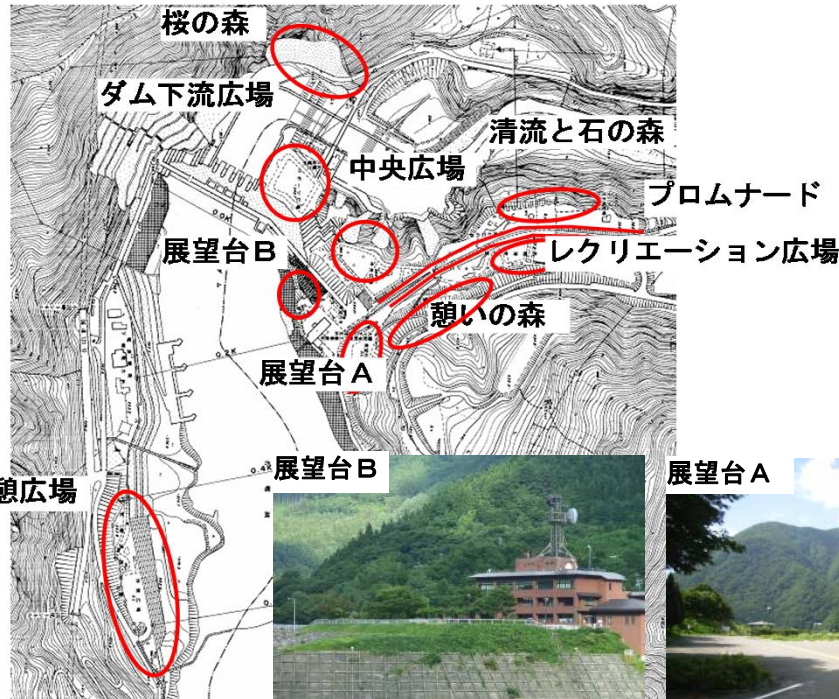 桜の森
ダム下流広場
清流と石の森
中央広場
プロムナード
展望台B
レクリエーション広場
憩いの森
展望台A
0.2K
憩広場
展望台B
展望台A